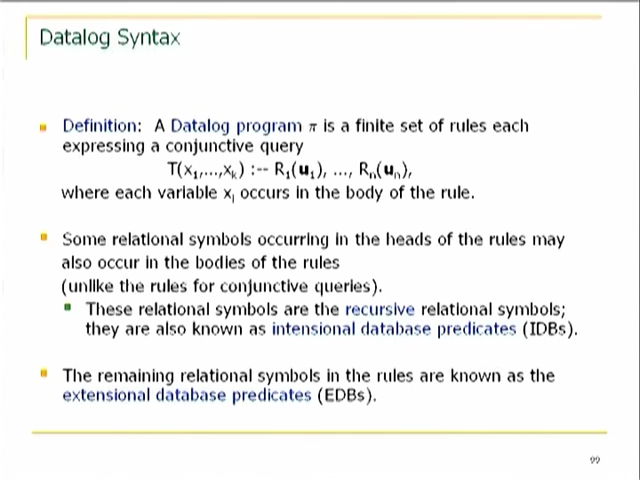 Datalog Syntax
Definition: A Datalog program π is a finite set of rules each
expressing a conjunctive query
T(x₁,...,xₖ) :-- R₁(u₁), ..., Rₙ(uₙ),
where each variable xᵢ occurs in the body of the rule.
Some relational symbols occurring in the heads of the rules may
also occur in the bodies of the rules
(unlike the rules for conjunctive queries).
These relational symbols are the recursive relational symbols;
they are also known as intensional database predicates (IDBs).
The remaining relational symbols in the rules are known as the
extensional database predicates (EDBs).
99